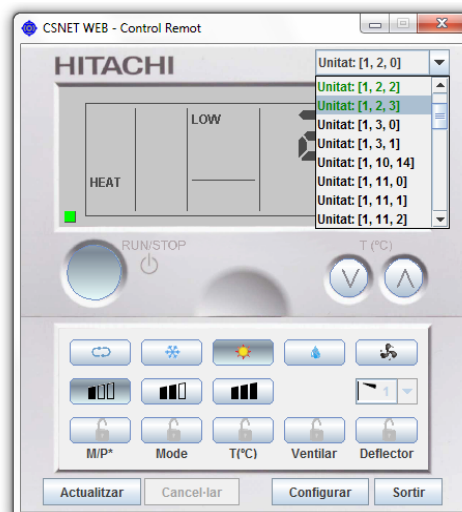 CSNET WEB - Control Remot
HITACHI
Unitat: [1, 2, 0]
Unitat: [1, 2, 2]
Unitat: [1, 2, 3]
Unitat: [1, 3, 0]
Unitat: [1, 3, 1]
Unitat: [1, 10, 14]
Unitat: [1, 11, 0]
Unitat: [1, 11, 1]
Unitat: [1, 11, 2]
LOW
HEAT
RUN/STOP
T (ºC)
1
M/P* Mode T(ºC) Ventilar Deflector
Actualitzar Cancel·lar Configurar Sortir